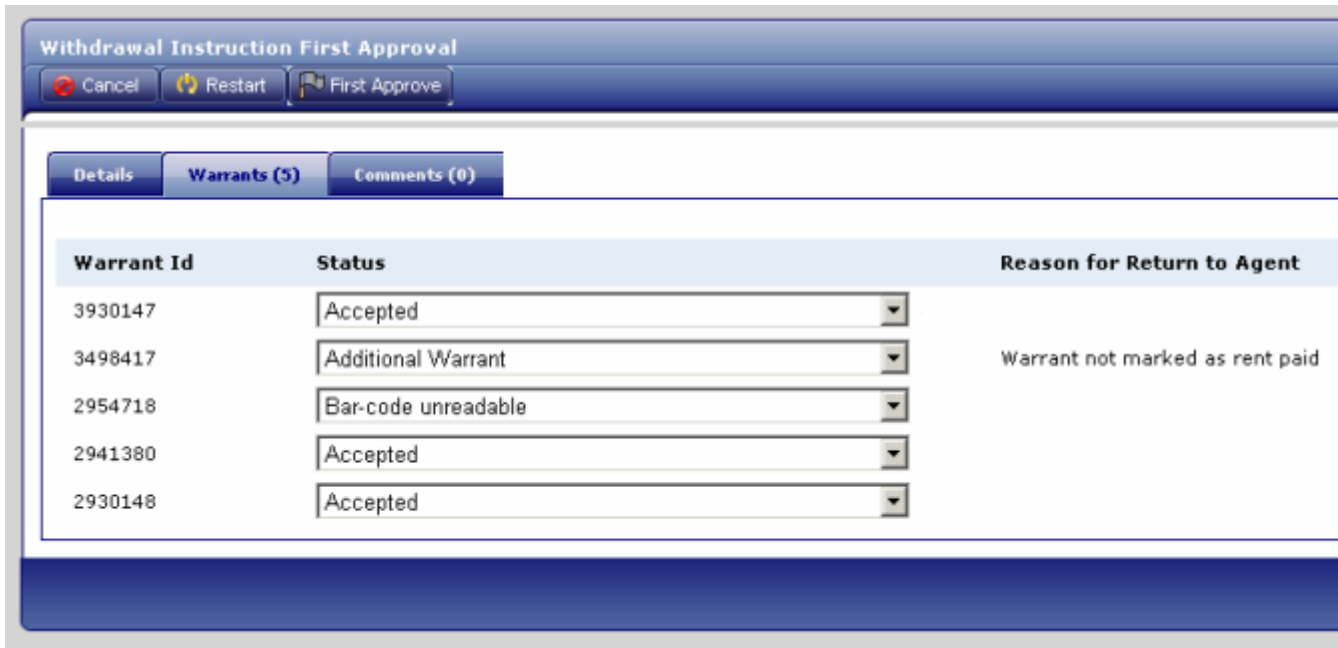 Withdrawal Instruction First Approval
Cancel Restart First Approve
Details Warrants (5) Comments (0)
Warrant Id Status Reason for Return to Agent
3930147 Accepted
3498417 Additional Warrant Warrant not marked as rent paid
2954718 Bar-code unreadable
2941380 Accepted
2930148 Accepted